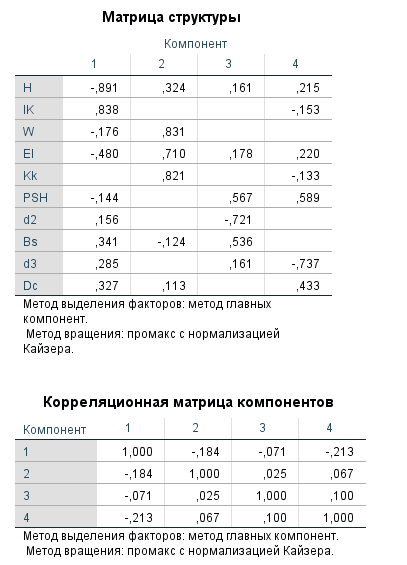 Матрица структуры
Компонент
1 2 3 4
H -,891 ,324 ,161 ,215
IK ,838 -,153
W -,176 ,831
EI -,480 ,710 ,178 ,220
Kk ,821 -,133
PSH -,144 ,567 ,589
d2 ,156 -,721
Bs ,341 -,124 ,536
d3 ,285 ,161 -,737
Dc ,327 ,113 ,433
Метод выделения факторов: метод главных
компонент.
Метод вращения: промакс с нормализацией
Кайзера.
Корреляционная матрица компонентов
Компонент 1 2 3 4
1 1,000 -,184 -,071 -,213
2 -,184 1,000 ,025 ,067
3 -,071 ,025 1,000 ,100
4 -,213 ,067 ,100 1,000
Метод выделения факторов: метод главных компонент.
Метод вращения: промакс с нормализацией Кайзера.